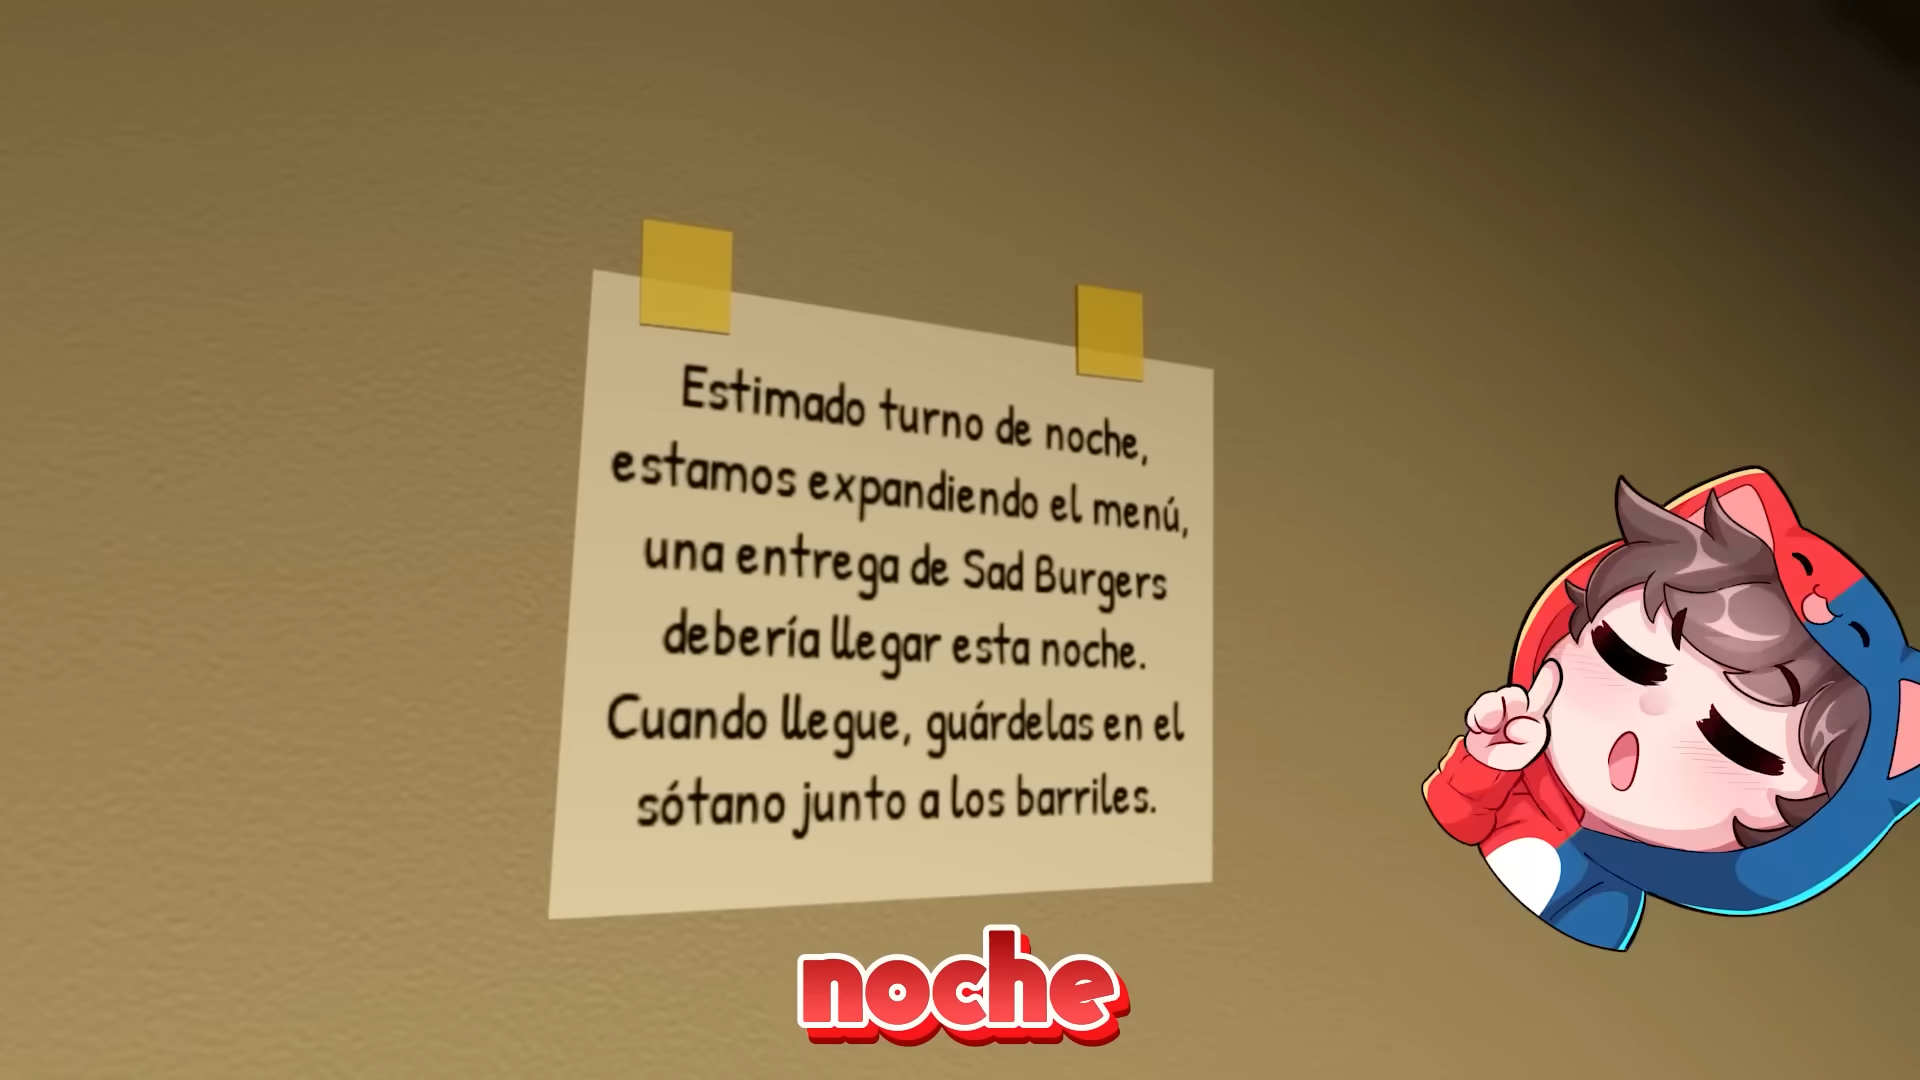 Estimado turno de noche,
estamos expandiendo el menú,
una entrega de Sad Burgers
debería llegar esta noche.
Cuando llegue, guárdelas en el
sótano junto a los barriles.
noche